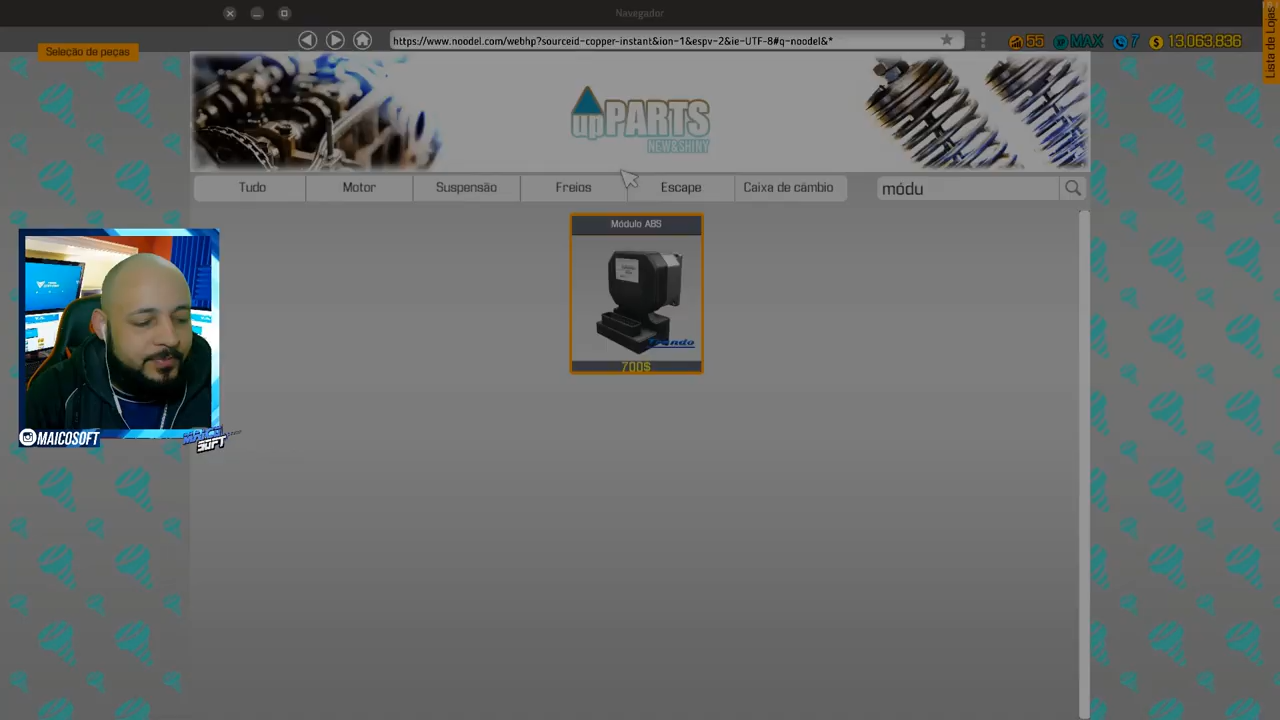 Navegador
Lista de Lojas
Seleção de peças
https://www.noodel.com/webhp?sourceid-copper-instant&ion-1&espv-2&ie-UTF-8#q-noodel&*
55
MAX
7
$ 13,063,836
upPARTS
NEW&SHINY
Tudo
Motor
Suspensão
Freios
Escape
Caixa de câmbio
módu
Módulo ABS
700$
MAICOSOFT
MAICO
SOFT